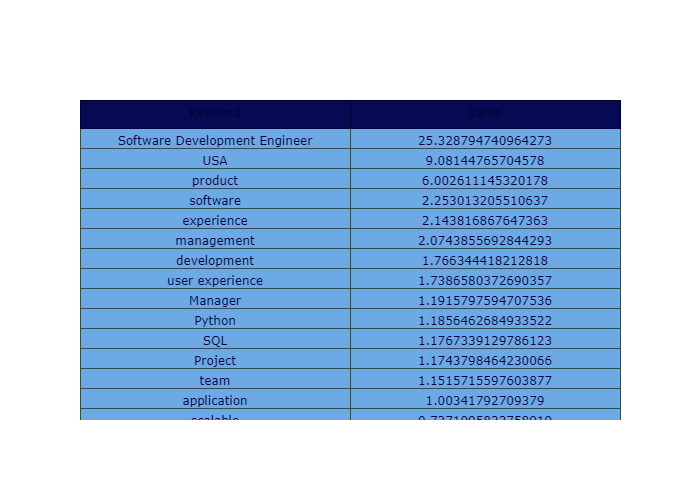 Keyword Value
Software Development Engineer 25.328794740964273
USA 9.08144765704578
product 6.002611145320178
software 2.253013205510637
experience 2.143816867647363
management 2.0743855692844293
development 1.766344418212818
user experience 1.7386580372690357
Manager 1.1915797594707536
Python 1.1856462684933522
SQL 1.1767339129786123
Project 1.1743798464230066
team 1.1515715597603877
application 1.00341792709379
scalable